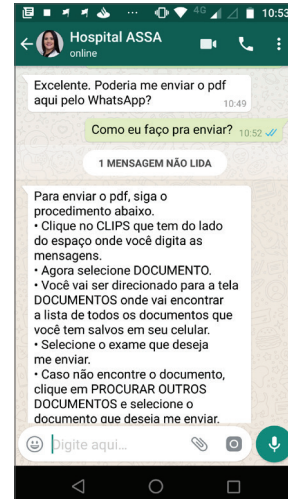 4G 10:53
Hospital ASSA
online
Excelente. Poderia me enviar o pdf
aqui pelo WhatsApp?
10:49
Como eu faço pra enviar? 10:52
1 MENSAGEM NÃO LIDA
Para enviar o pdf, siga o
procedimento abaixo.
• Clique no CLIPS que tem do lado
do espaço onde você digita as
mensagens.
• Agora selecione DOCUMENTO.
• Você vai ser direcionado para a tela
DOCUMENTOS onde vai encontrar
a lista de todos os documentos que
você tem salvos em seu celular.
• Selecione o exame que deseja
me enviar.
• Caso não encontre o documento,
clique em PROCURAR OUTROS
DOCUMENTOS e selecione o
documento que deseja me enviar.
Digite aqui...